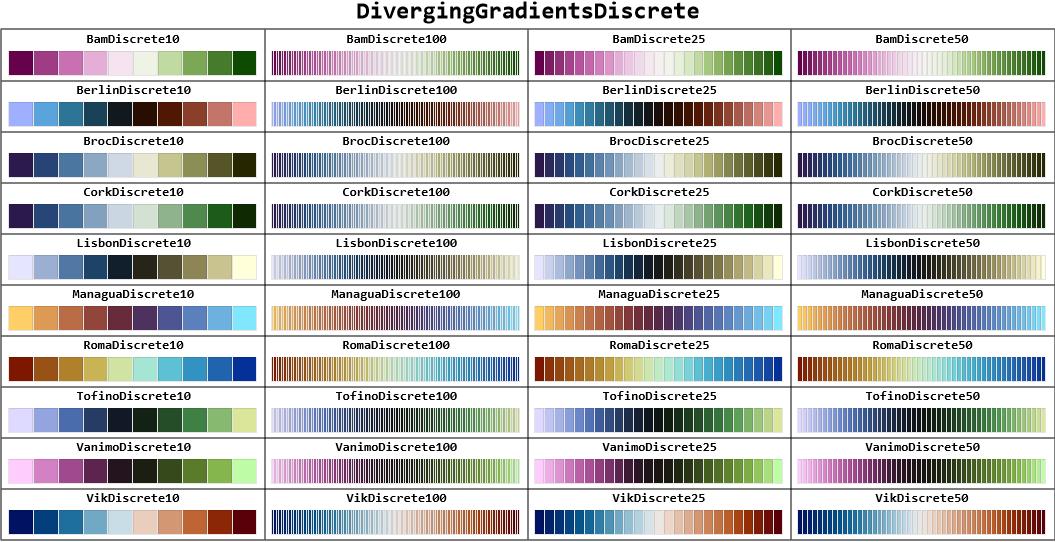 DivergingGradientsDiscrete
BamDiscrete10 BamDiscrete100 BamDiscrete25 BamDiscrete50
BerlinDiscrete10 BerlinDiscrete100 BerlinDiscrete25 BerlinDiscrete50
BrocDiscrete10 BrocDiscrete100 BrocDiscrete25 BrocDiscrete50
CorkDiscrete10 CorkDiscrete100 CorkDiscrete25 CorkDiscrete50
LisbonDiscrete10 LisbonDiscrete100 LisbonDiscrete25 LisbonDiscrete50
ManaguaDiscrete10 ManaguaDiscrete100 ManaguaDiscrete25 ManaguaDiscrete50
RomaDiscrete10 RomaDiscrete100 RomaDiscrete25 RomaDiscrete50
TofinoDiscrete10 TofinoDiscrete100 TofinoDiscrete25 TofinoDiscrete50
VanimoDiscrete10 VanimoDiscrete100 VanimoDiscrete25 VanimoDiscrete50
VikDiscrete10 VikDiscrete100 VikDiscrete25 VikDiscrete50